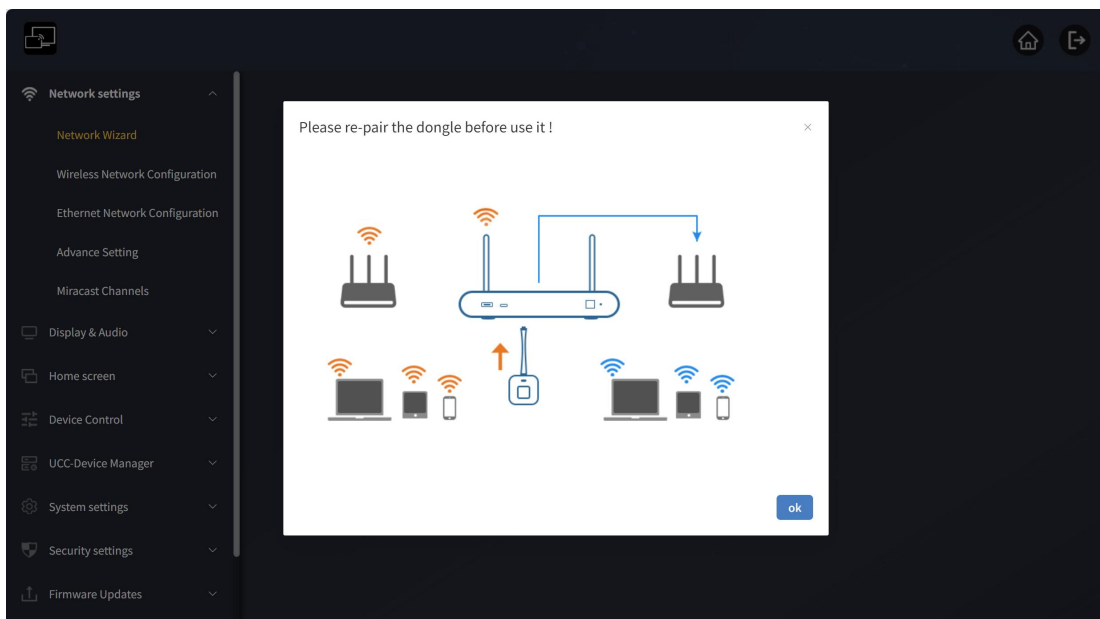 Network settings
Network Wizard
Wireless Network Configuration
Ethernet Network Configuration
Advance Setting
Miracast Channels
Display & Audio
Home screen
Device Control
UCC-Device Manager
System settings
Security settings
Firmware Updates
Please re-pair the dongle before use it !
ok